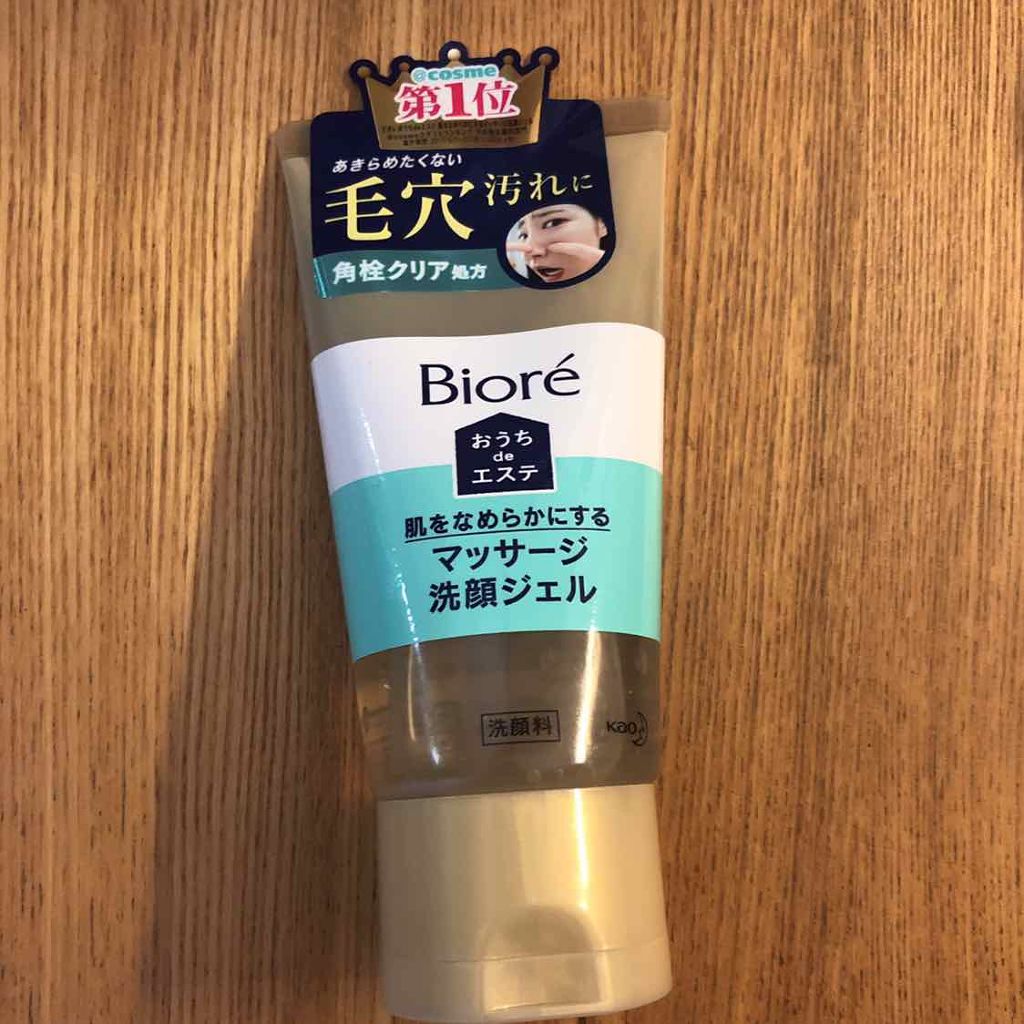 @cosme
第1位
あきらめたくない
毛穴汚れに
角栓クリア処方
Bioré
おうち
de
エステ
肌をなめらかにする
マッサージ
洗顔ジェル
洗顔料
Kao